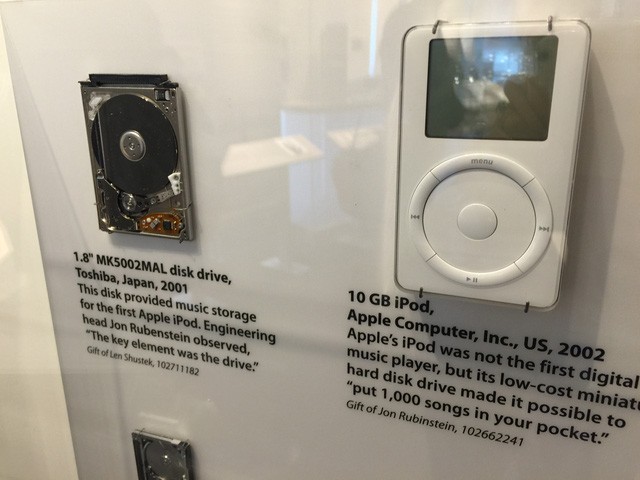 1.8" MK5002MAL disk drive,
Toshiba, Japan, 2001
This disk provided music storage
for the first Apple iPod. Engineering
head Jon Rubenstein observed,
"The key element was the drive."
Gift of Len Shustek, 102711182
menu
10 GB iPod,
Apple Computer, Inc., US, 2002
Apple's iPod was not the first digital
music player, but its low-cost miniatu
hard disk drive made it possible to
"put 1,000 songs in your pocket."
Gift of Jon Rubinstein, 102662241